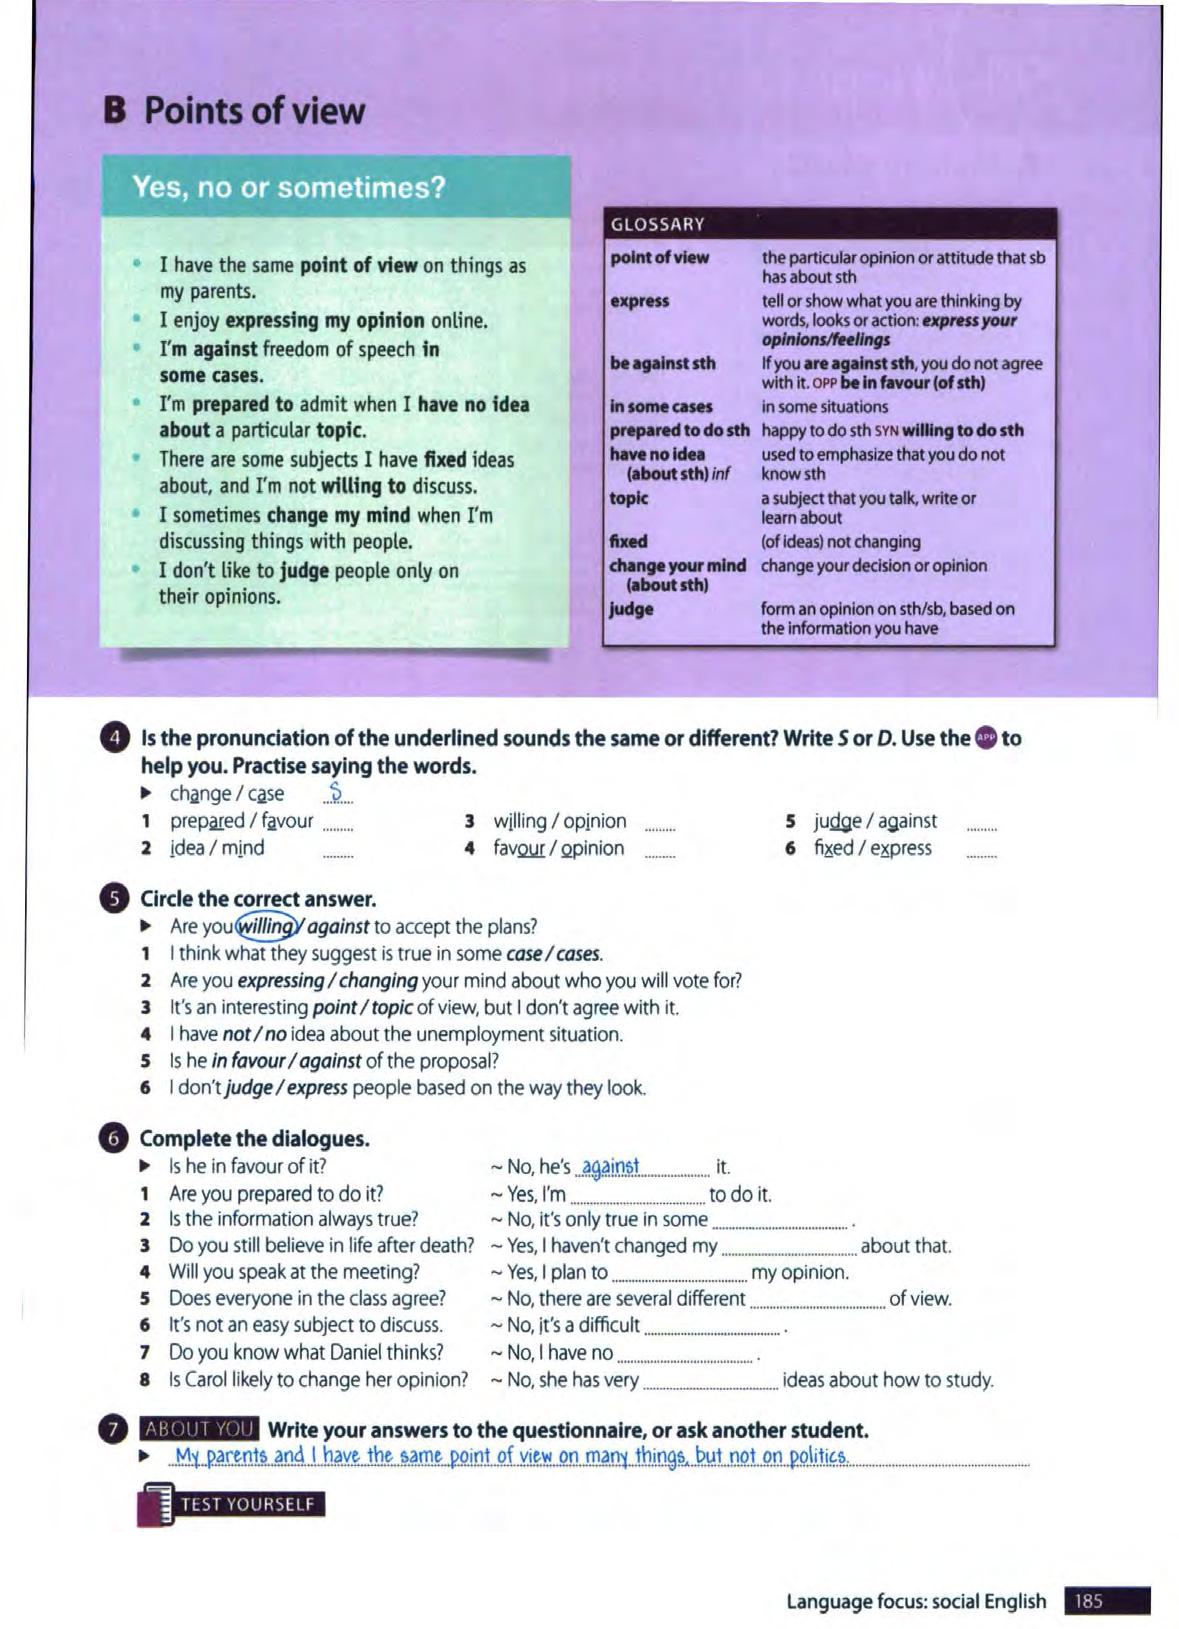 B Points of view
Yes, no or sometimes?
• I have the same point of view on things as
my parents.
• I enjoy expressing my opinion online.
• I'm against freedom of speech in
some cases.
• I'm prepared to admit when I have no idea
about a particular topic.
• There are some subjects I have fixed ideas
about, and I'm not willing to discuss.
• I sometimes change my mind when I'm
discussing things with people.
• I don't like to judge people only on
their opinions.
GLOSSARY
point of view the particular opinion or attitude that sb
has about sth
express tell or show what you are thinking by
words, looks or action: express your
opinions/feelings
be against sth If you are against sth, you do not agree
with it. OPP be in favour (of sth)
in some cases in some situations
prepared to do sth happy to do sth SYN willing to do sth
have no idea used to emphasize that you do not
(about sth) inf know sth
topic a subject that you talk, write or
learn about
fixed (of ideas) not changing
change your mind change your decision or opinion
(about sth)
judge form an opinion on sth/sb, based on
the information you have
4 Is the pronunciation of the underlined sounds the same or different? Write S or D. Use the APP to
help you. Practise saying the words.
▶ change / case S
1 prepared / favour ........ 3 willing / opinion ........ 5 judge / against ........
2 idea / mind ........ 4 favour / opinion ........ 6 fixed / express ........
5 Circle the correct answer.
▶ Are you willing / against to accept the plans?
1 I think what they suggest is true in some case / cases.
2 Are you expressing / changing your mind about who you will vote for?
3 It's an interesting point / topic of view, but I don't agree with it.
4 I have not / no idea about the unemployment situation.
5 Is he in favour / against of the proposal?
6 I don't judge / express people based on the way they look.
6 Complete the dialogues.
▶ Is he in favour of it? ~ No, he's against it.
1 Are you prepared to do it? ~ Yes, I'm ........ to do it.
2 Is the information always true? ~ No, it's only true in some ........ .
3 Do you still believe in life after death? ~ Yes, I haven't changed my ........ about that.
4 Will you speak at the meeting? ~ Yes, I plan to ........ my opinion.
5 Does everyone in the class agree? ~ No, there are several different ........ of view.
6 It's not an easy subject to discuss. ~ No, it's a difficult ........ .
7 Do you know what Daniel thinks? ~ No, I have no ........ .
8 Is Carol likely to change her opinion? ~ No, she has very ........ ideas about how to study.
7 ABOUT YOU Write your answers to the questionnaire, or ask another student.
▶ My parents and I have the same point of view on many things, but not on politics.
TEST YOURSELF
Language focus: social English 185